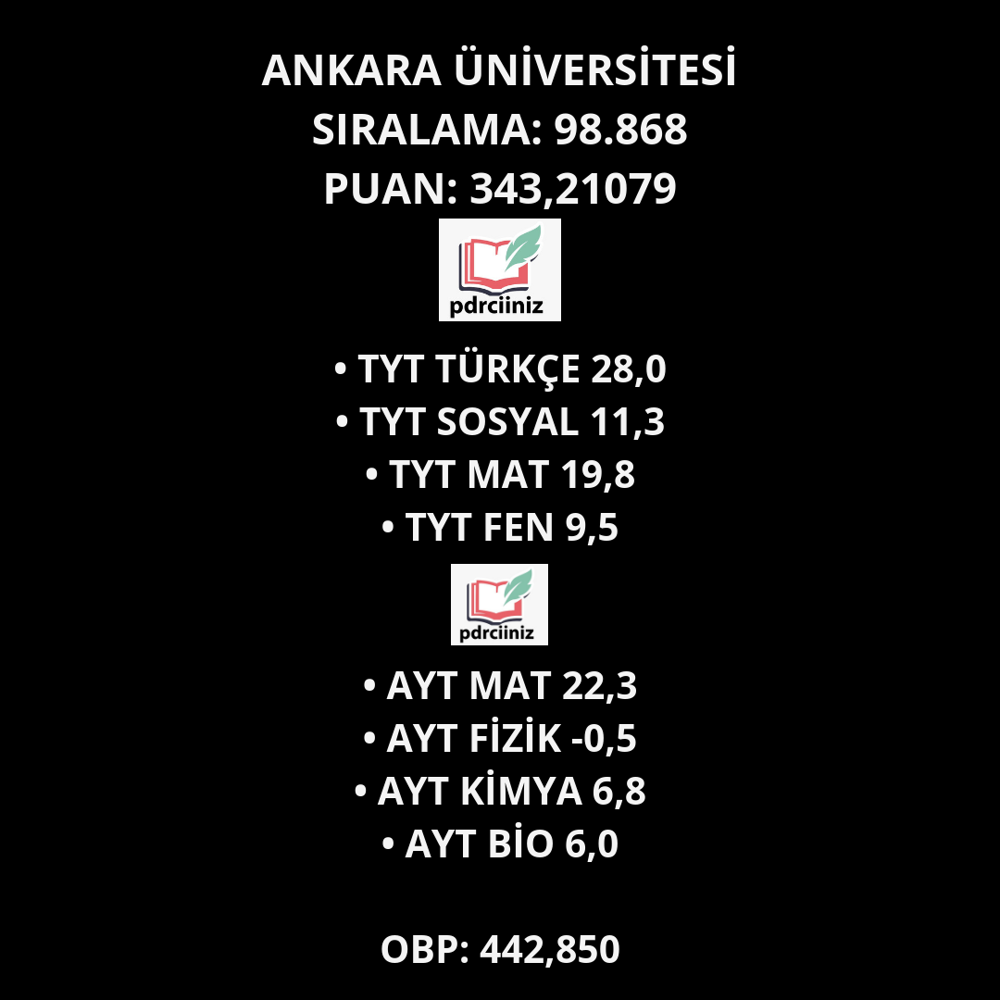 ANKARA ÜNİVERSİTESİ
SIRALAMA: 98.868
PUAN: 343,21079
pdrciiniz
• TYT TÜRKÇE 28,0
• TYT SOSYAL 11,3
• TYT MAT 19,8
• TYT FEN 9,5
pdrciiniz
• AYT MAT 22,3
• AYT FİZİK -0,5
• AYT KİMYA 6,8
• AYT BİO 6,0
OBP: 442,850